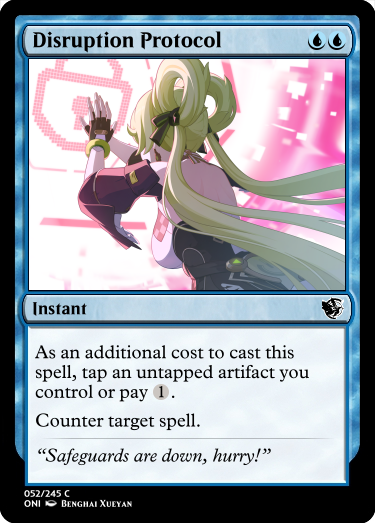 Disruption Protocol
Instant
As an additional cost to cast this
spell, tap an untapped artifact you
control or pay 1.
Counter target spell.
“Safeguards are down, hurry!”
052/245 C
ONI Benghai Xueyan